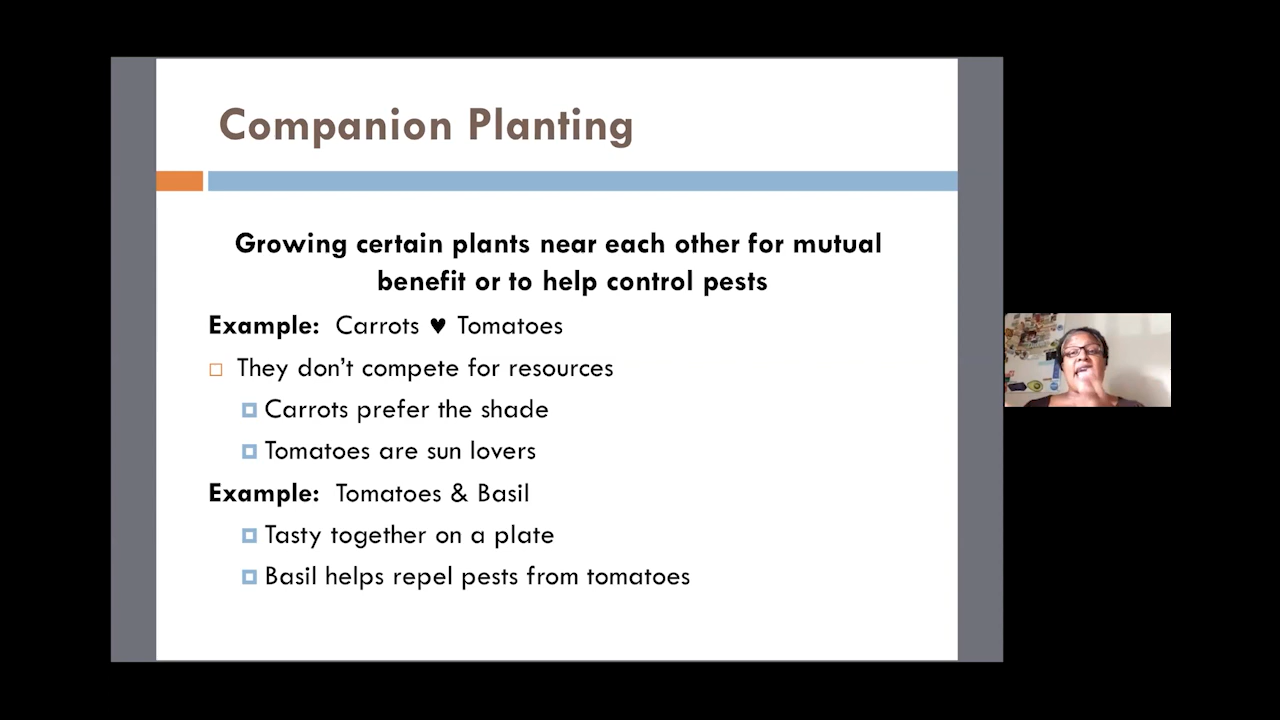 Companion Planting
Growing certain plants near each other for mutual
benefit or to help control pests
Example: Carrots ♥ Tomatoes
They don't compete for resources
Carrots prefer the shade
Tomatoes are sun lovers
Example: Tomatoes & Basil
Tasty together on a plate
Basil helps repel pests from tomatoes